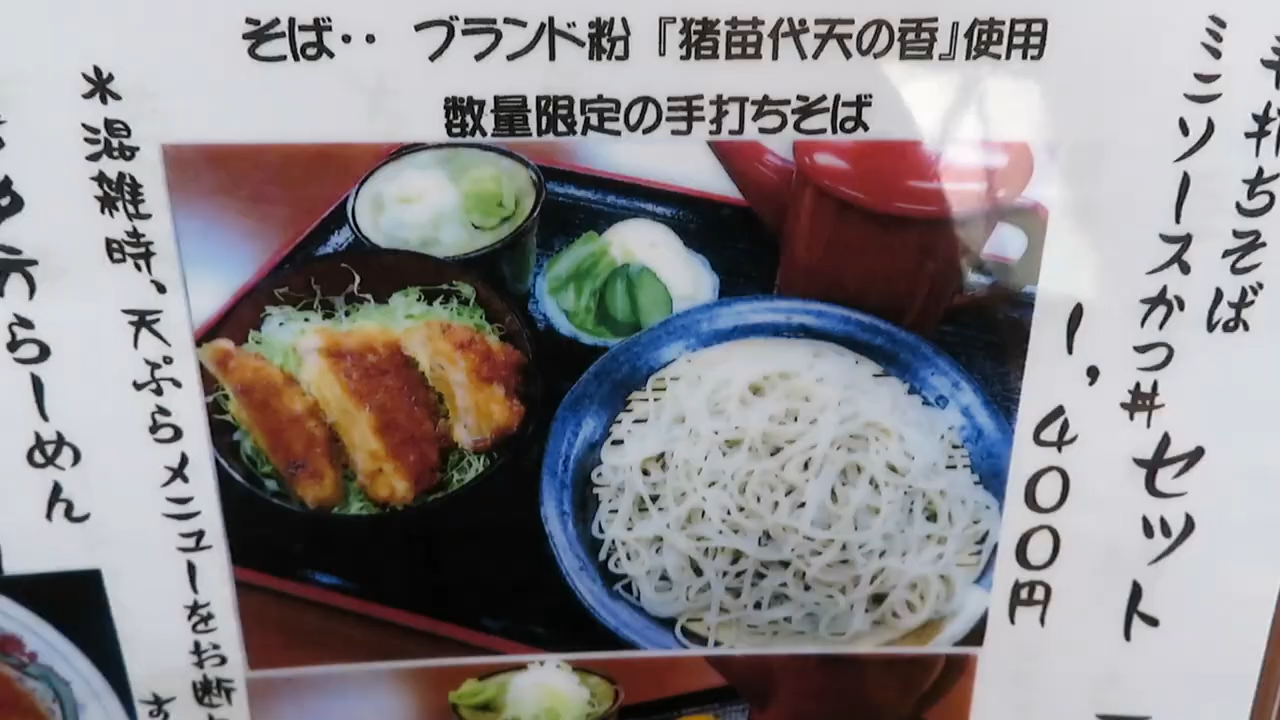 そば‥ ブランド粉『猪苗代天の香』使用
数量限定の手打ちそば
手打ちそば
ミニソースかつ丼セット
1,400円
*混雑時、天ぷらメニューをお断
らーめん